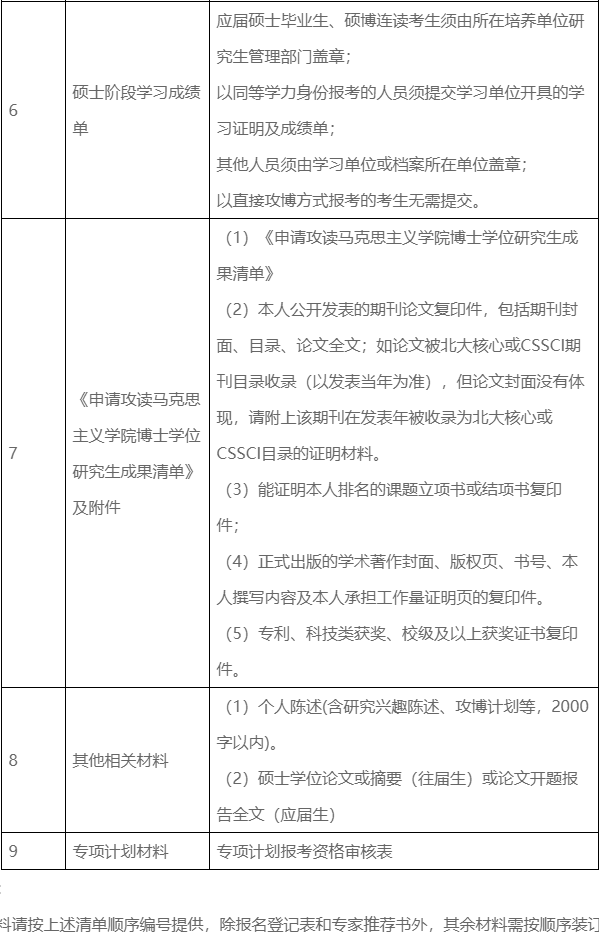 应届硕士毕业生、硕博连读考生须由所在培养单位研
究生管理部门盖章；
6
硕士阶段学习成绩
单
以同等学力身份报考的人员须提交学习单位开具的学
习证明及成绩单；
其他人员须由学习单位或档案所在单位盖章；
以直接攻博方式报考的考生无需提交。
7
《申请攻读马克思
主义学院博士学位
研究生成果清单》
及附件
（1）《申请攻读马克思主义学院博士学位研究生成
果清单》
（2）本人公开发表的期刊论文复印件，包括期刊封
面、目录、论文全文；如论文被北大核心或CSSCI期
刊目录收录（以发表当年为准），但论文封面没有体
现，请附上该期刊在发表年被收录为北大核心或
CSSCI目录的证明材料。
（3）能证明本人排名的课题立项书或结项书复印
件；
（4）正式出版的学术著作封面、版权页、书号、本
人撰写内容及本人承担工作量证明页的复印件。
（5）专利、科技类获奖、校级及以上获奖证书复印
件。
8
其他相关材料
（1）个人陈述(含研究兴趣陈述、攻博计划等，2000
字以内)。
（2）硕士学位论文或摘要（往届生）或论文开题报
告全文（应届生）
9
专项计划材料
专项计划报考资格审核表
：
料请按上述清单顺序编号提供，除报名登记表和专家推荐书外，其余材料需按顺序装订